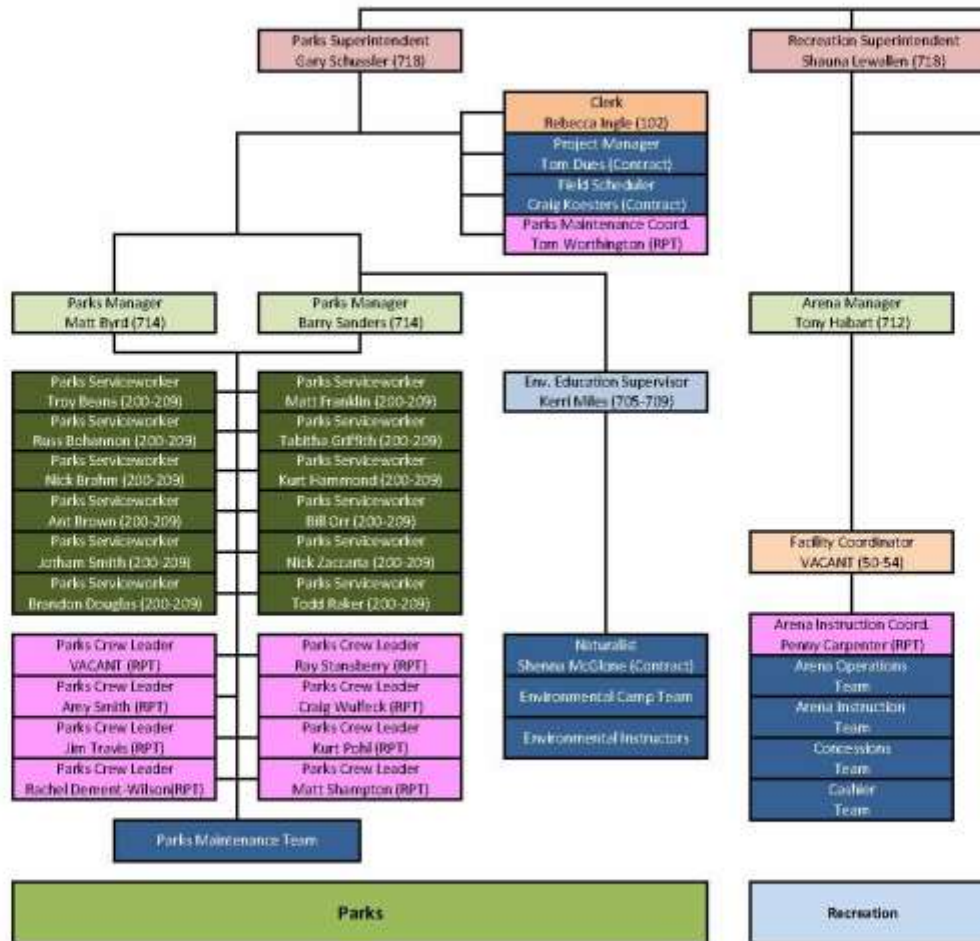 Parks Superintendent
Gary Schussler (718)
Recreation Superintendent
Shauna Lewallen (718)
Clerk
Rebecca Ingle (102)
Project Manager
Tom Dues (Contract)
Field Scheduler
Craig Koesters (Contract)
Parks Maintenance Coord.
Tom Worthington (RPT)
Parks Manager
Matt Byrd (714)
Parks Manager
Barry Sanders (714)
Arena Manager
Tony Habart (712)
Parks Serviceworker
Troy Beans (200-209)
Parks Serviceworker
Russ Bohannon (200-209)
Parks Serviceworker
Nick Brahm (200-209)
Parks Serviceworker
Ant Brown (200-209)
Parks Serviceworker
Jotham Smith (200-209)
Parks Serviceworker
Brandon Douglas (200-209)
Parks Serviceworker
Matt Franklin (200-209)
Parks Serviceworker
Tabitha Griffith (200-209)
Parks Serviceworker
Kurt Hammond (200-209)
Parks Serviceworker
Bill Orr (200-209)
Parks Serviceworker
Nick Zaccaria (200-209)
Parks Serviceworker
Todd Raker (200-209)
Env. Education Supervisor
Kerri Miles (705-709)
Facility Coordinator
VACANT (50-54)
Parks Crew Leader
VACANT (RPT)
Parks Crew Leader
Amy Smith (RPT)
Parks Crew Leader
Jim Travis (RPT)
Parks Crew Leader
Rachel Dement-Wilson(RPT)
Parks Crew Leader
Ray Stansberry (RPT)
Parks Crew Leader
Craig Wulfeck (RPT)
Parks Crew Leader
Kurt Pohl (RPT)
Parks Crew Leader
Matt Shampton (RPT)
Naturalist
Shenna McGlone (Contract)
Environmental Camp Team
Environmental Instructors
Arena Instruction Coord.
Penny Carpenter (RPT)
Arena Operations
Team
Arena Instruction
Team
Concessions
Team
Cashier
Team
Parks Maintenance Team
Parks
Recreation